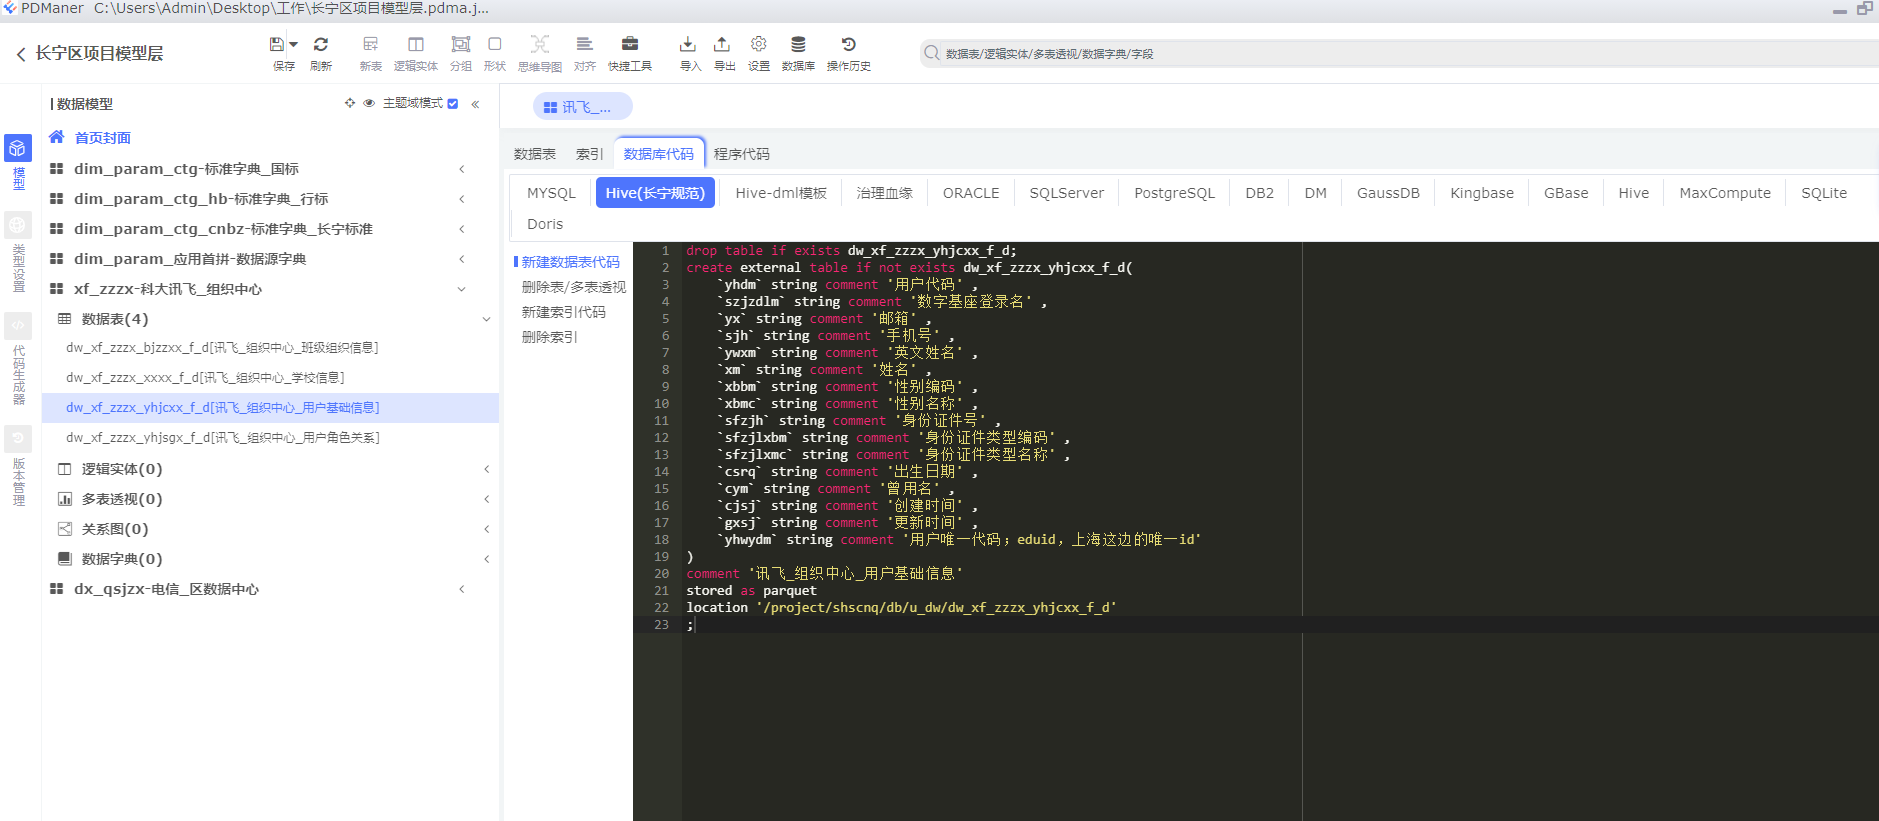 PDManer C:\Users\Admin\Desktop\工作\长宁区项目模型层.pdma.j...
长宁区项目模型层
保存 刷新 新表 逻辑实体 分组 形状 思维导图 对齐 快捷工具 导入 导出 设置 数据库 操作历史
数据表/逻辑实体/多表透视/数据字典/字段
模型
类型设置
代码生成器
版本管理
数据模型 主题域模式
首页封面
dim_param_ctg-标准字典_国标
dim_param_ctg_hb-标准字典_行标
dim_param_ctg_cnbz-标准字典_长宁标准
dim_param_应用首拼-数据源字典
xf_zzzx-科大讯飞_组织中心
数据表(4)
dw_xf_zzzx_bjzzxx_f_d[讯飞_组织中心_班级组织信息]
dw_xf_zzzx_xxxx_f_d[讯飞_组织中心_学校信息]
dw_xf_zzzx_yhjcxx_f_d[讯飞_组织中心_用户基础信息]
dw_xf_zzzx_yhjsgx_f_d[讯飞_组织中心_用户角色关系]
逻辑实体(0)
多表透视(0)
关系图(0)
数据字典(0)
dx_qsjzx-电信_区数据中心
讯飞_...
数据表 索引 数据库代码 程序代码
MYSQL Hive(长宁规范) Hive-dml模板 治理血缘 ORACLE SQLServer PostgreSQL DB2 DM GaussDB Kingbase GBase Hive MaxCompute SQLite
Doris
新建数据表代码
删除表/多表透视
新建索引代码
删除索引
1 drop table if exists dw_xf_zzzx_yhjcxx_f_d;
2 create external table if not exists dw_xf_zzzx_yhjcxx_f_d(
3 `yhdm` string comment '用户代码' ,
4 `szjzdlm` string comment '数字基座登录名' ,
5 `yx` string comment '邮箱' ,
6 `sjh` string comment '手机号' ,
7 `ywxm` string comment '英文姓名' ,
8 `xm` string comment '姓名' ,
9 `xbbm` string comment '性别编码' ,
10 `xbmc` string comment '性别名称' ,
11 `sfzjh` string comment '身份证件号' ,
12 `sfzjlxbm` string comment '身份证件类型编码' ,
13 `sfzjlxmc` string comment '身份证件类型名称' ,
14 `csrq` string comment '出生日期' ,
15 `cym` string comment '曾用名' ,
16 `cjsj` string comment '创建时间' ,
17 `gxsj` string comment '更新时间' ,
18 `yhwydm` string comment '用户唯一代码；eduid，上海这边的唯一id'
19 )
20 comment '讯飞_组织中心_用户基础信息'
21 stored as parquet
22 location '/project/shscnq/db/u_dw/dw_xf_zzzx_yhjcxx_f_d'
23 ;